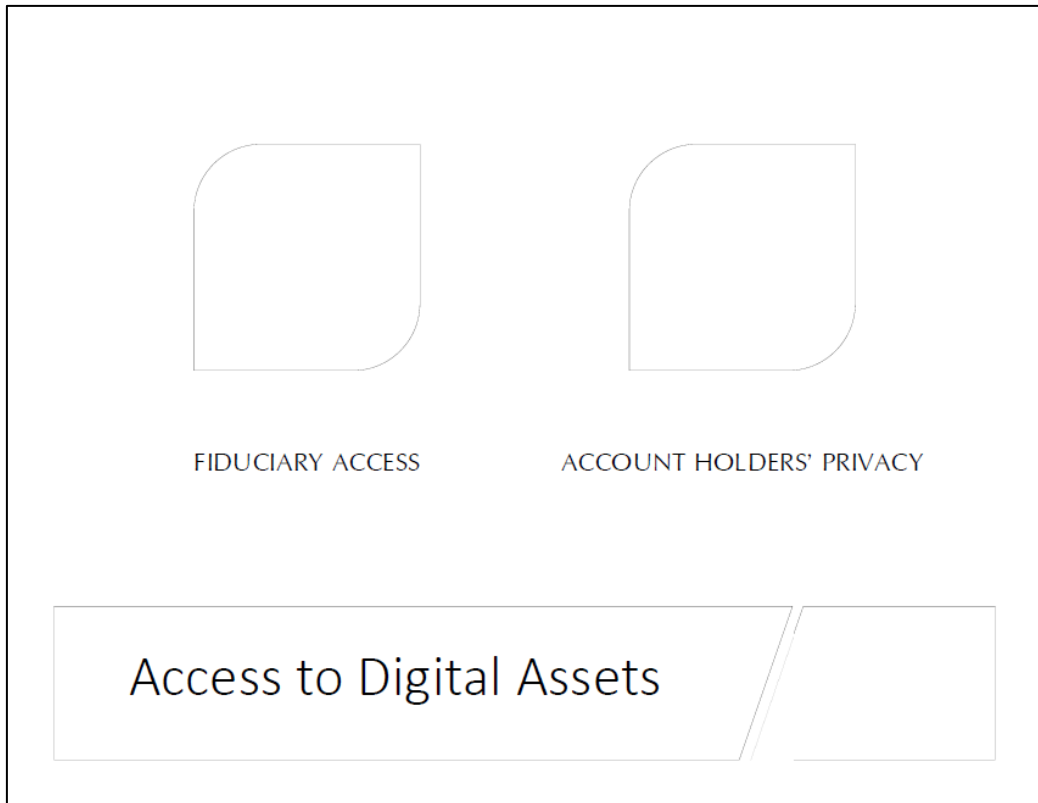 FIDUCIARY ACCESS
ACCOUNT HOLDERS’ PRIVACY
Access to Digital Assets